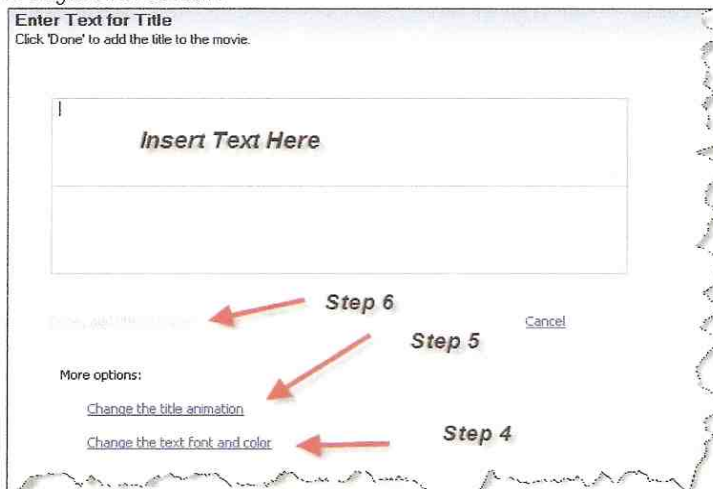 Enter Text for Title
Click 'Done' to add the title to the movie.
Insert Text Here
Step 6
Cancel
Step 5
More options:
Change the title animation
Step 4
Change the text font and color